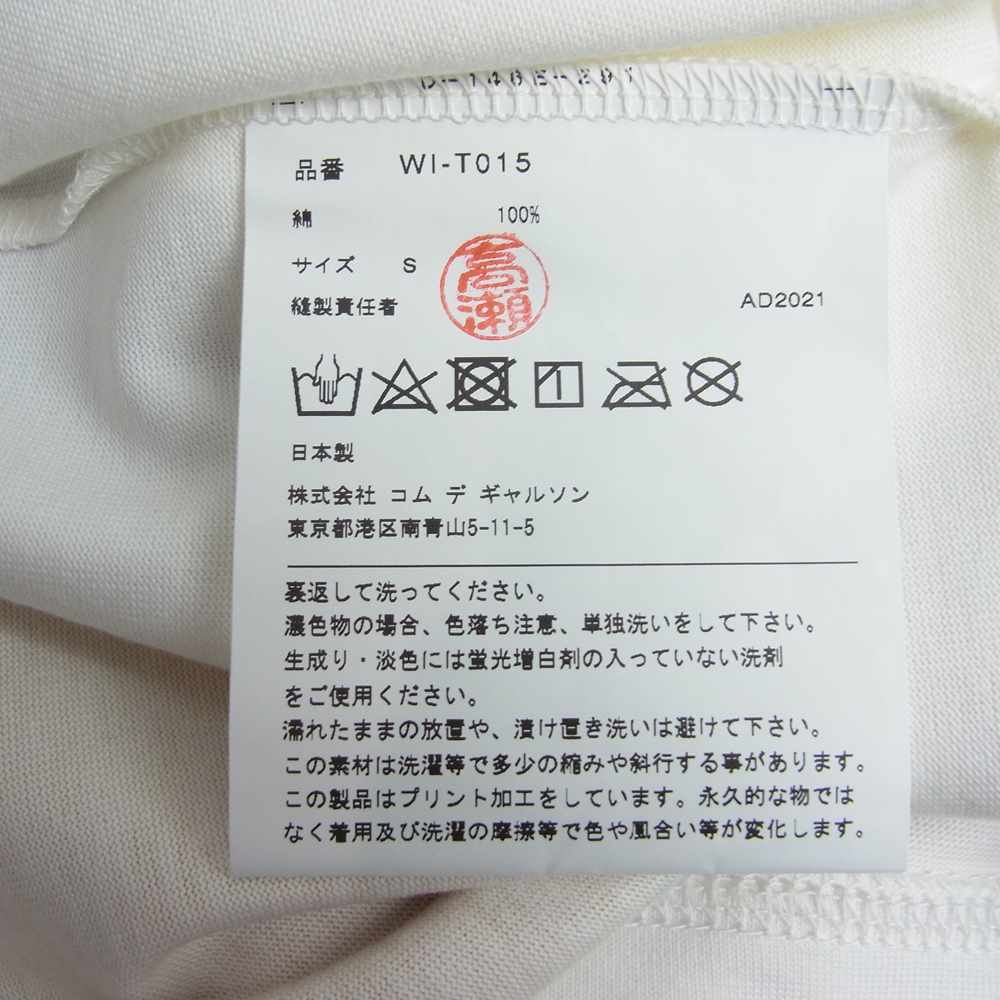 品番 WI-T015
綿 100%
サイズ S
高瀬
縫製責任者 AD2021
日本製
株式会社 コム デ ギャルソン
東京都港区南青山5-11-5
裏返して洗ってください。
濃色物の場合、色落ち注意、単独洗いをして下さい。
生成り・淡色には蛍光増白剤の入っていない洗剤
をご使用ください。
濡れたままの放置や、漬け置き洗いは避けて下さい。
この素材は洗濯等で多少の縮みや斜行する事があります。
この製品はプリント加工をしています。永久的な物では
なく着用及び洗濯の摩擦等で色や風合い等が変化します。